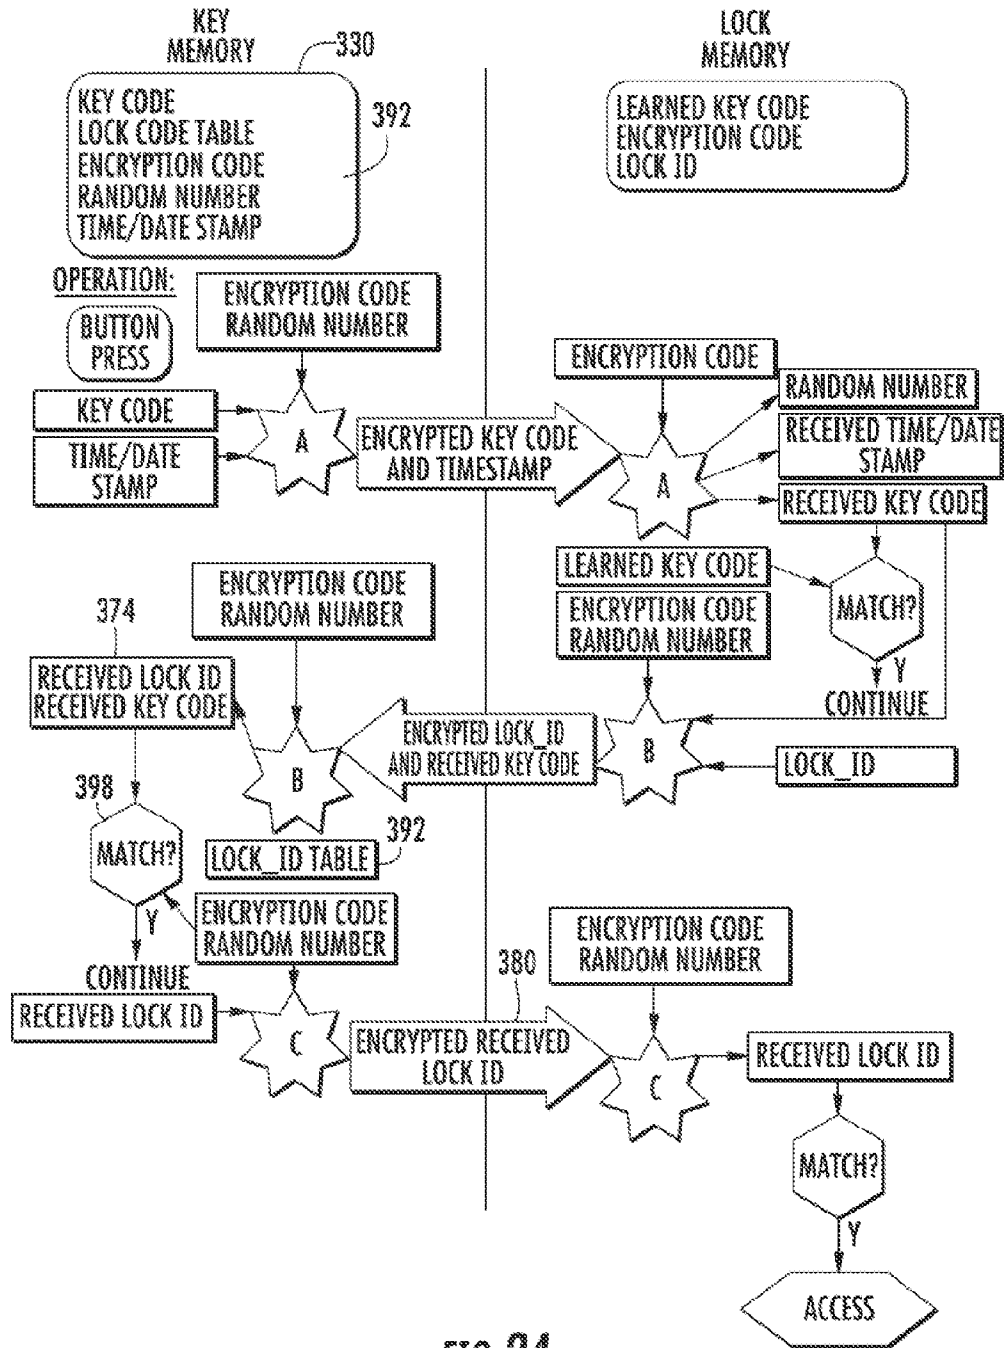 KEY
MEMORY
330
KEY CODE
LOCK CODE TABLE
ENCRYPTION CODE
RANDOM NUMBER
TIME/DATE STAMP
392
LOCK
MEMORY
LEARNED KEY CODE
ENCRYPTION CODE
LOCK ID
OPERATION:
BUTTON
PRESS
ENCRYPTION CODE
RANDOM NUMBER
KEY CODE
TIME/DATE
STAMP
A
ENCRYPTED KEY CODE
AND TIMESTAMP
ENCRYPTION CODE
A
RANDOM NUMBER
RECEIVED TIME/DATE
STAMP
RECEIVED KEY CODE
LEARNED KEY CODE
MATCH?
Y
CONTINUE
ENCRYPTION CODE
RANDOM NUMBER
B
LOCK_ID
ENCRYPTED LOCK_ID
AND RECEIVED KEY CODE
ENCRYPTION CODE
RANDOM NUMBER
B
374
RECEIVED LOCK ID
RECEIVED KEY CODE
398
MATCH?
Y
CONTINUE
LOCK_ID TABLE
392
ENCRYPTION CODE
RANDOM NUMBER
RECEIVED LOCK ID
C
380
ENCRYPTED RECEIVED
LOCK ID
ENCRYPTION CODE
RANDOM NUMBER
C
RECEIVED LOCK ID
MATCH?
Y
ACCESS